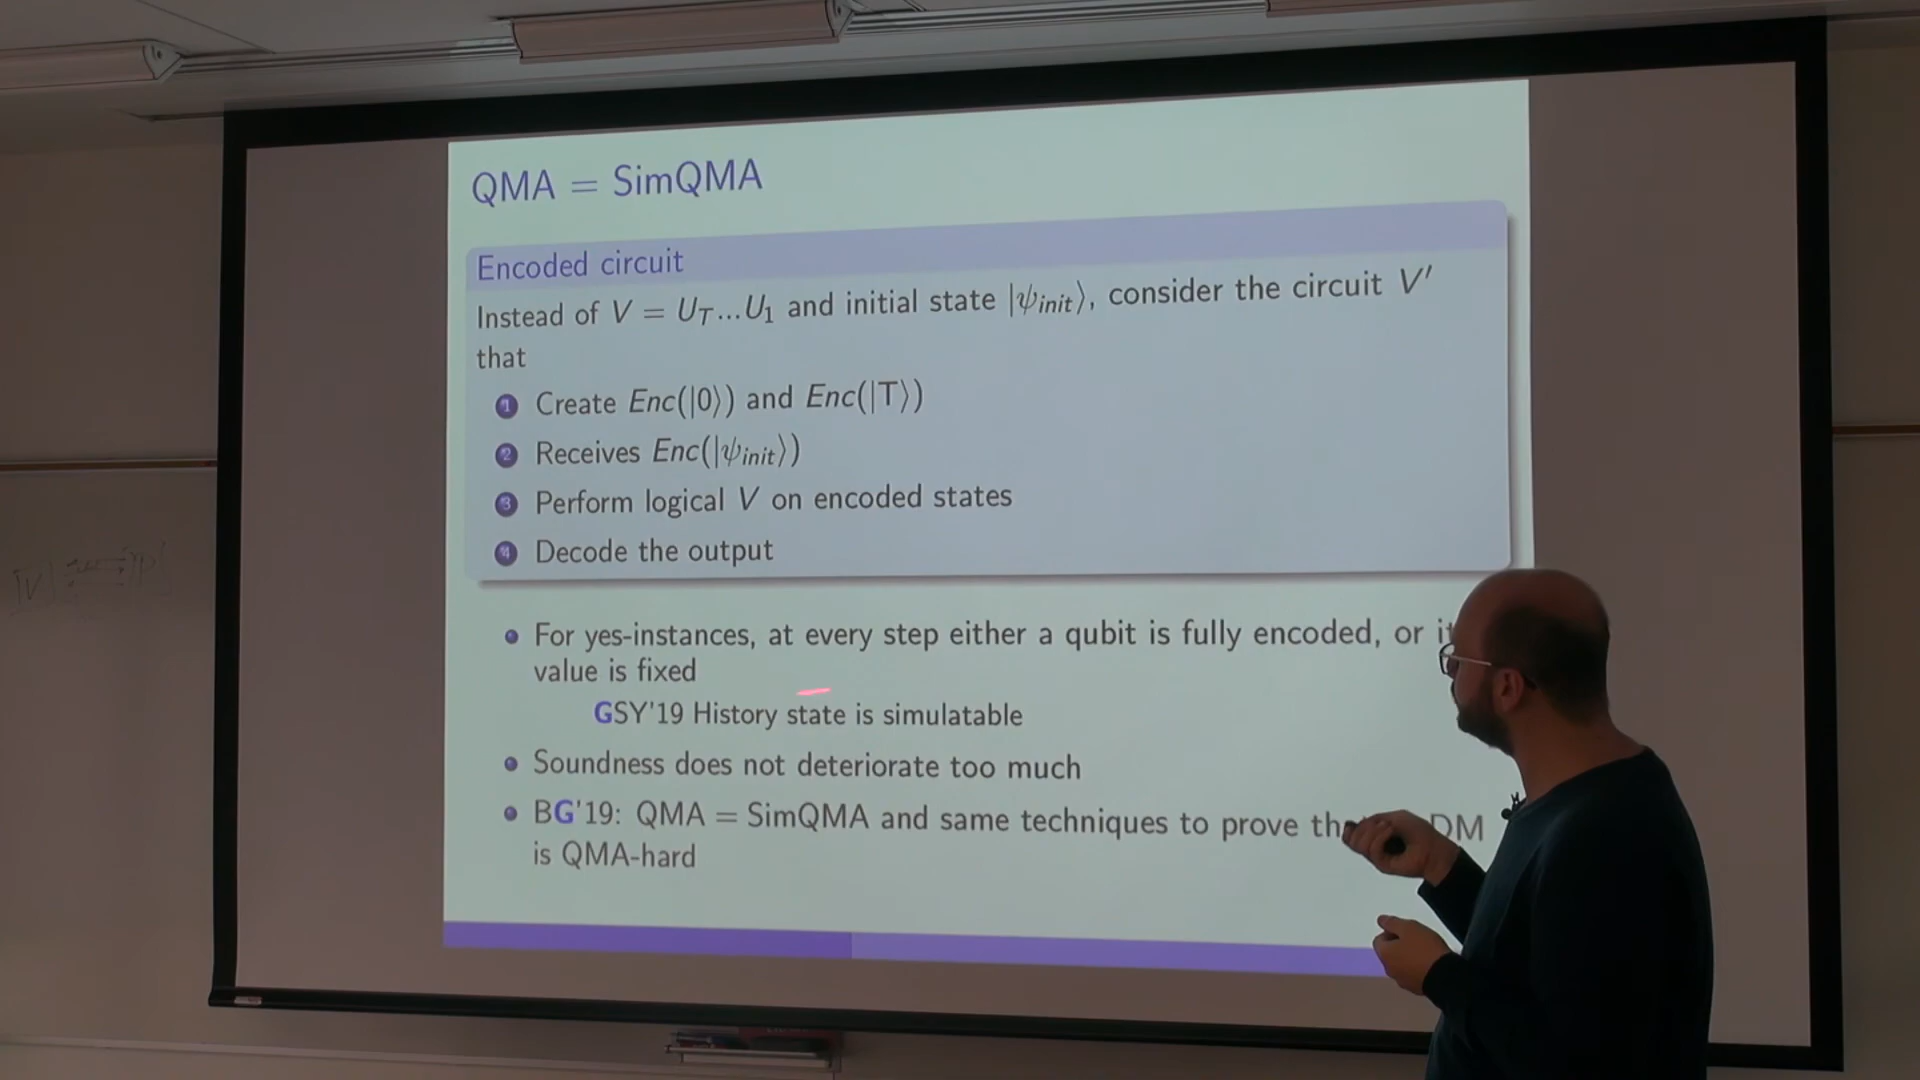 QMA = SimQMA
Encoded circuit
Instead of V = U_T...U_1 and initial state |ψ_init⟩, consider the circuit V′
that
1 Create Enc(|0⟩) and Enc(|T⟩)
2 Receives Enc(|ψ_init⟩)
3 Perform logical V on encoded states
4 Decode the output
For yes-instances, at every step either a qubit is fully encoded, or
value is fixed
GSY'19 History state is simulatable
Soundness does not deteriorate too much
BG'19: QMA = SimQMA and same techniques to prove
is QMA-hard